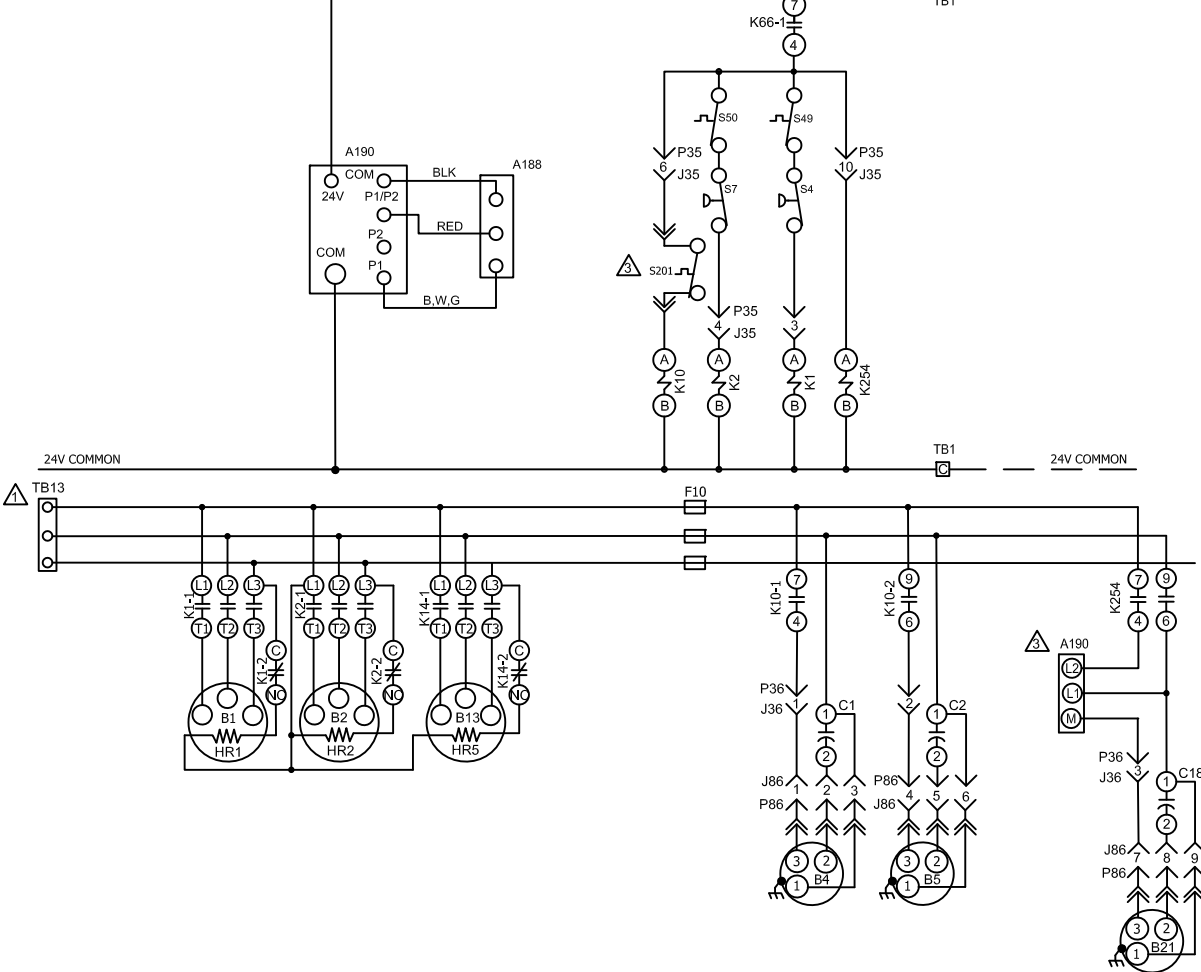 TB1
7
K66-1
4
S50
S49
P35
6
J35
P35
10
J35
S7
S4
3
S201
P35
4
J35
3
A
A
A
A
K10
K2
K1
K254
B
B
B
B
A190
COM
24V
P1/P2
P2
COM
P1
BLK
RED
B,W,G
A188
24V COMMON
TB1
C
24V COMMON
1
TB13
F10
L1
L2
L3
L1
L2
L3
L1
L2
L3
K1-1
K2-1
K14-1
T1
T2
T3
T1
T2
T3
T1
T2
T3
C
C
C
K1-2
K2-2
K14-2
NC
NC
NC
B1
HR1
B2
HR2
B13
HR5
7
K10-1
4
9
K10-2
6
7
K254
4
9
6
3
A190
L2
L1
M
P36
J36
1
2
1
C1
2
1
C2
2
J86
P86
1
2
3
P86
J86
4
5
6
3
2
1
B4
3
2
1
B5
P36
J36
3
1
C18
2
J86
P86
7
8
9
3
2
1
B21